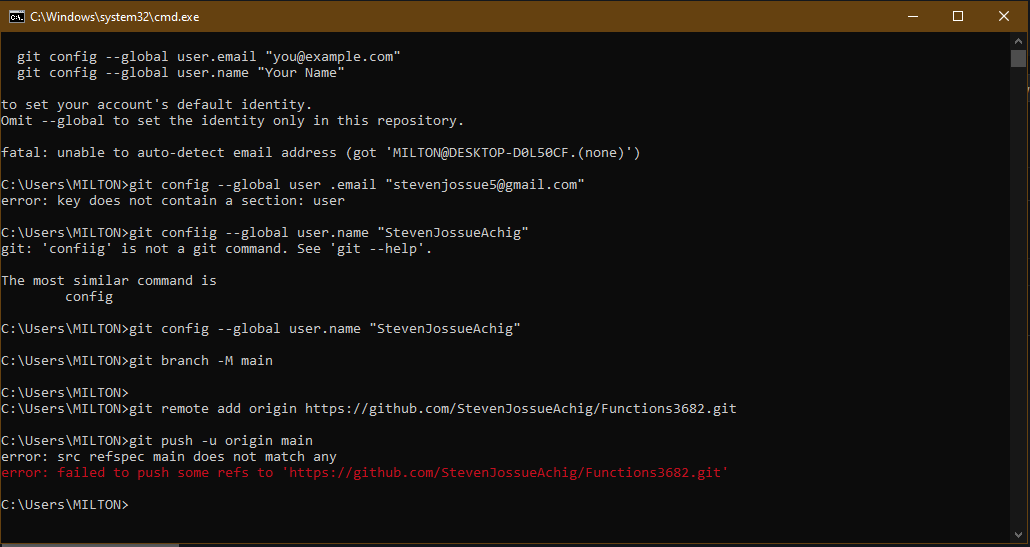 C:\Windows\system32\cmd.exe
git config --global user.email "you@example.com"
git config --global user.name "Your Name"
to set your account's default identity.
Omit --global to set the identity only in this repository.
fatal: unable to auto-detect email address (got 'MILTON@DESKTOP-D0L50CF.(none)')
C:\Users\MILTON>git config --global user .email "stevenjossue5@gmail.com"
error: key does not contain a section: user
C:\Users\MILTON>git confiig --global user.name "StevenJossueAchig"
git: 'confiig' is not a git command. See 'git --help'.
The most similar command is
config
C:\Users\MILTON>git config --global user.name "StevenJossueAchig"
C:\Users\MILTON>git branch -M main
C:\Users\MILTON>
C:\Users\MILTON>git remote add origin https://github.com/StevenJossueAchig/Functions3682.git
C:\Users\MILTON>git push -u origin main
error: src refspec main does not match any
error: failed to push some refs to 'https://github.com/StevenJossueAchig/Functions3682.git'
C:\Users\MILTON>